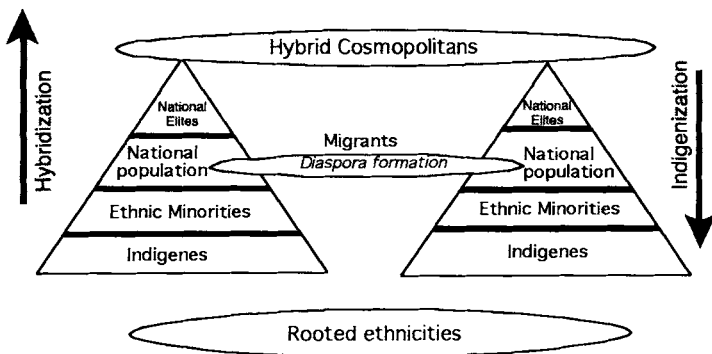 Hybrid Cosmopolitans
Hybridization
National
Elites
National
population
Ethnic Minorities
Indigenes
Migrants
Diaspora formation
National
Elites
National
population
Ethnic Minorities
Indigenes
Indigenization
Rooted ethnicities